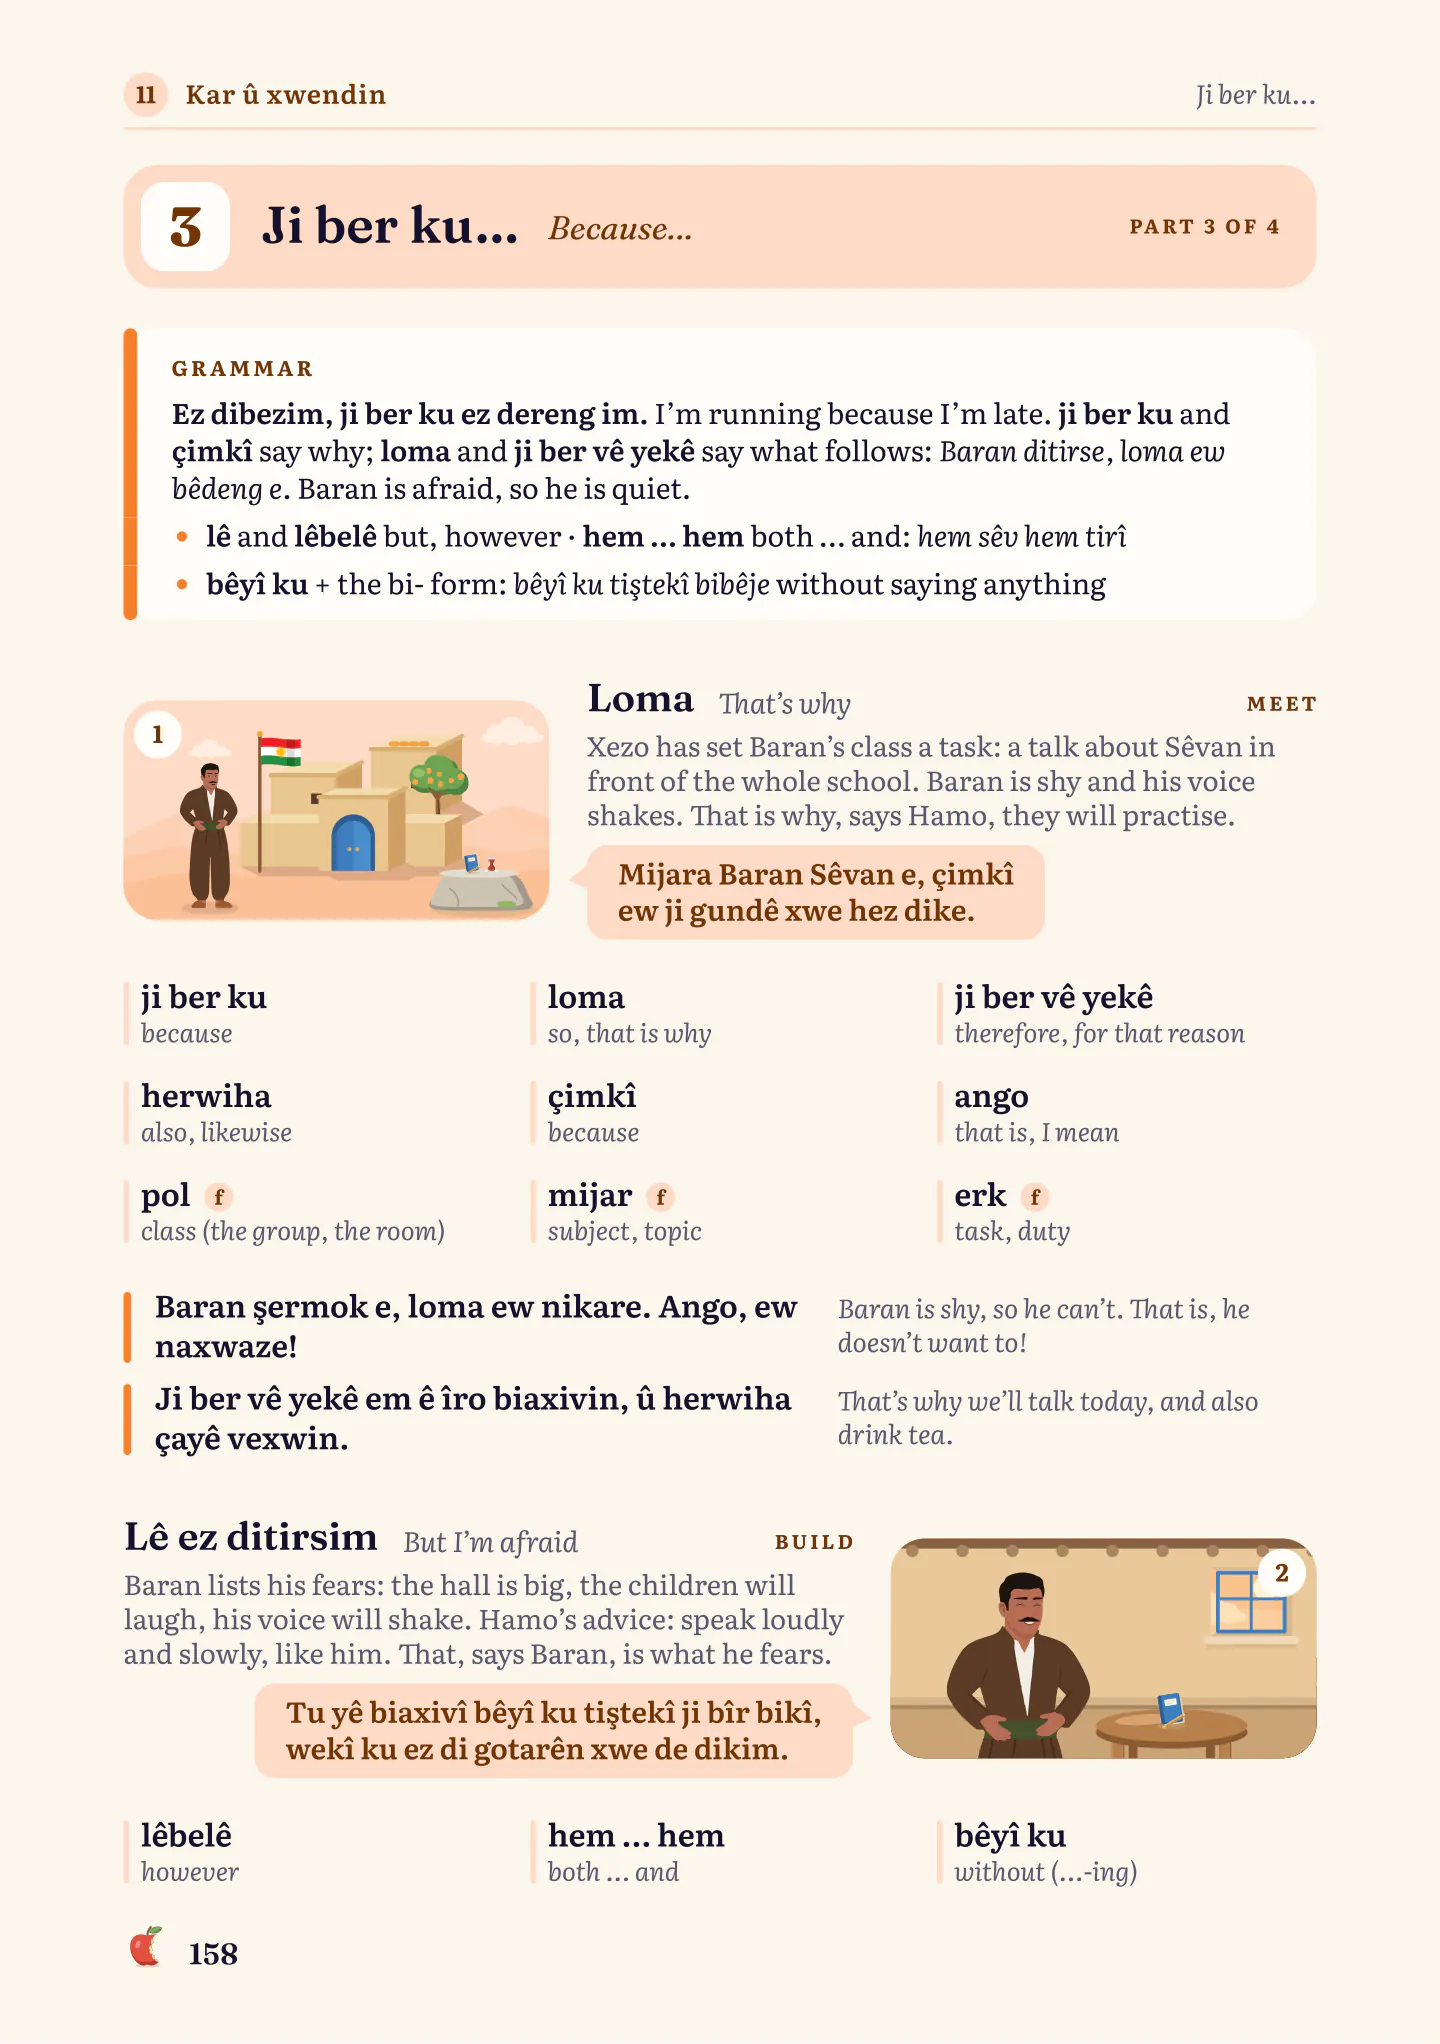 11 Kar û xwendin
Ji ber ku…
3 Ji ber ku… Because… PART 3 OF 4
GRAMMAR
Ez dibezim, ji ber ku ez dereng im. I’m running because I’m late. ji ber ku and
çimkî say why; loma and ji ber vê yekê say what follows: Baran ditirse, loma ew
bêdeng e. Baran is afraid, so he is quiet.
• lê and lêbelê but, however · hem … hem both … and: hem sêv hem tirî
• bêyî ku + the bi- form: bêyî ku tiştekî bibêje without saying anything
1
Loma That’s why MEET
Xezo has set Baran’s class a task: a talk about Sêvan in
front of the whole school. Baran is shy and his voice
shakes. That is why, says Hamo, they will practise.
Mijara Baran Sêvan e, çimkî
ew ji gundê xwe hez dike.
ji ber ku
because
loma
so, that is why
ji ber vê yekê
therefore, for that reason
herwiha
also, likewise
çimkî
because
ango
that is, I mean
pol f
class (the group, the room)
mijar f
subject, topic
erk f
task, duty
Baran şermok e, loma ew nikare. Ango, ew
naxwaze!
Baran is shy, so he can’t. That is, he
doesn’t want to!
Ji ber vê yekê em ê îro biaxivin, û herwiha
çayê vexwin.
That’s why we’ll talk today, and also
drink tea.
Lê ez ditirsim But I’m afraid BUILD
Baran lists his fears: the hall is big, the children will
laugh, his voice will shake. Hamo’s advice: speak loudly
and slowly, like him. That, says Baran, is what he fears.
Tu yê biaxivî bêyî ku tiştekî ji bîr bikî,
wekî ku ez di gotarên xwe de dikim.
2
lêbelê
however
hem … hem
both … and
bêyî ku
without (…-ing)
158